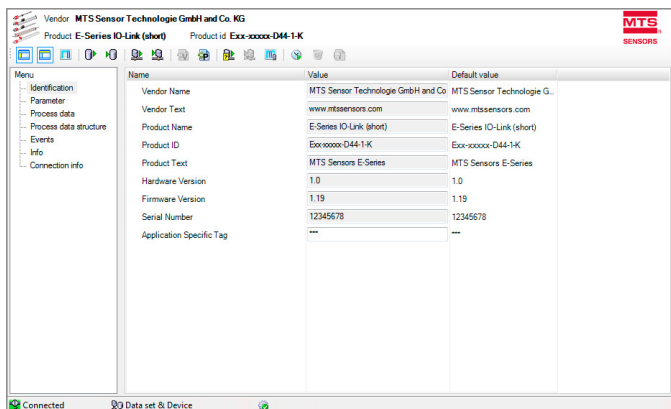 Vendor MTS Sensor Technologie GmbH and Co. KG
Product E-Series IO-Link (short) Product id Exx-xxxxx-D44-1-K
MTS
SENSORS
Menu
Identification
Parameter
Process data
Process data structure
Events
Info
Connection info
Name Value Default value
Vendor Name MTS Sensor Technologie GmbH and Co MTS Sensor Technologie G...
Vendor Text www.mtssensors.com www.mtssensors.com
Product Name E-Series IO-Link (short) E-Series IO-Link (short)
Product ID Exx-xxxxx-D44-1-K Exx-xxxxx-D44-1-K
Product Text MTS Sensors E-Series MTS Sensors E-Series
Hardware Version 1.0 1.0
Firmware Version 1.19 1.19
Serial Number 12345678 12345678
Application Specific Tag *** ***
Connected Data set & Device